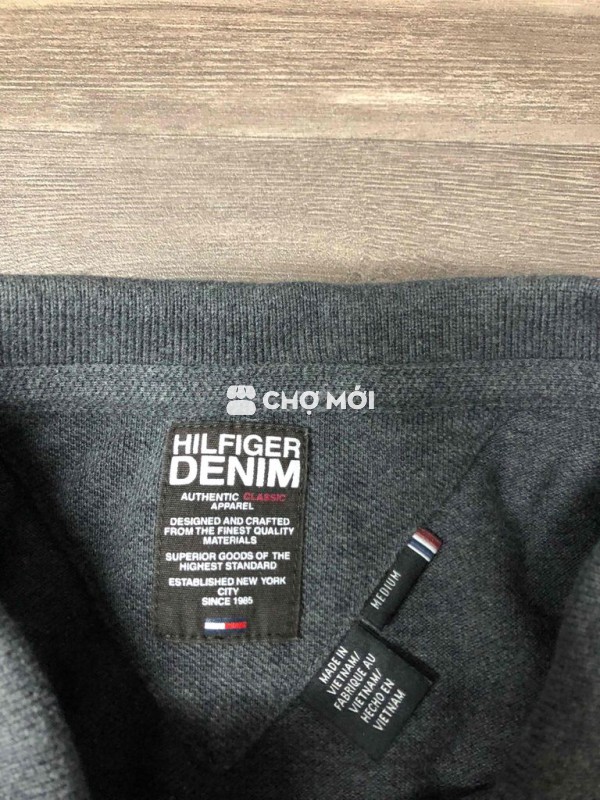 CHỢ MỚI
HILFIGER
DENIM
AUTHENTIC CLASSIC
APPAREL
DESIGNED AND CRAFTED
FROM THE FINEST QUALITY
MATERIALS
SUPERIOR GOODS OF THE
HIGHEST STANDARD
ESTABLISHED NEW YORK
CITY
SINCE 1985
MEDIUM
MADE IN
VIETNAM/
FABRIQUE AU
VIETNAM/
HECHO EN
VIETNAM